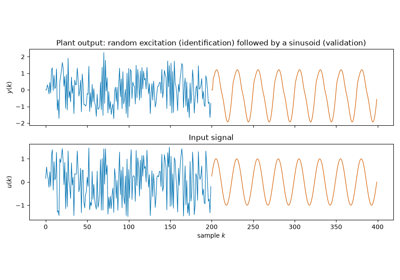 Plant output: random excitation (identification) followed by a sinusoid (validation)
2
1
0
−1
−2
y(k)
Input signal
1
0
−1
u(k)
0 50 100 150 200 250 300 350 400
sample k